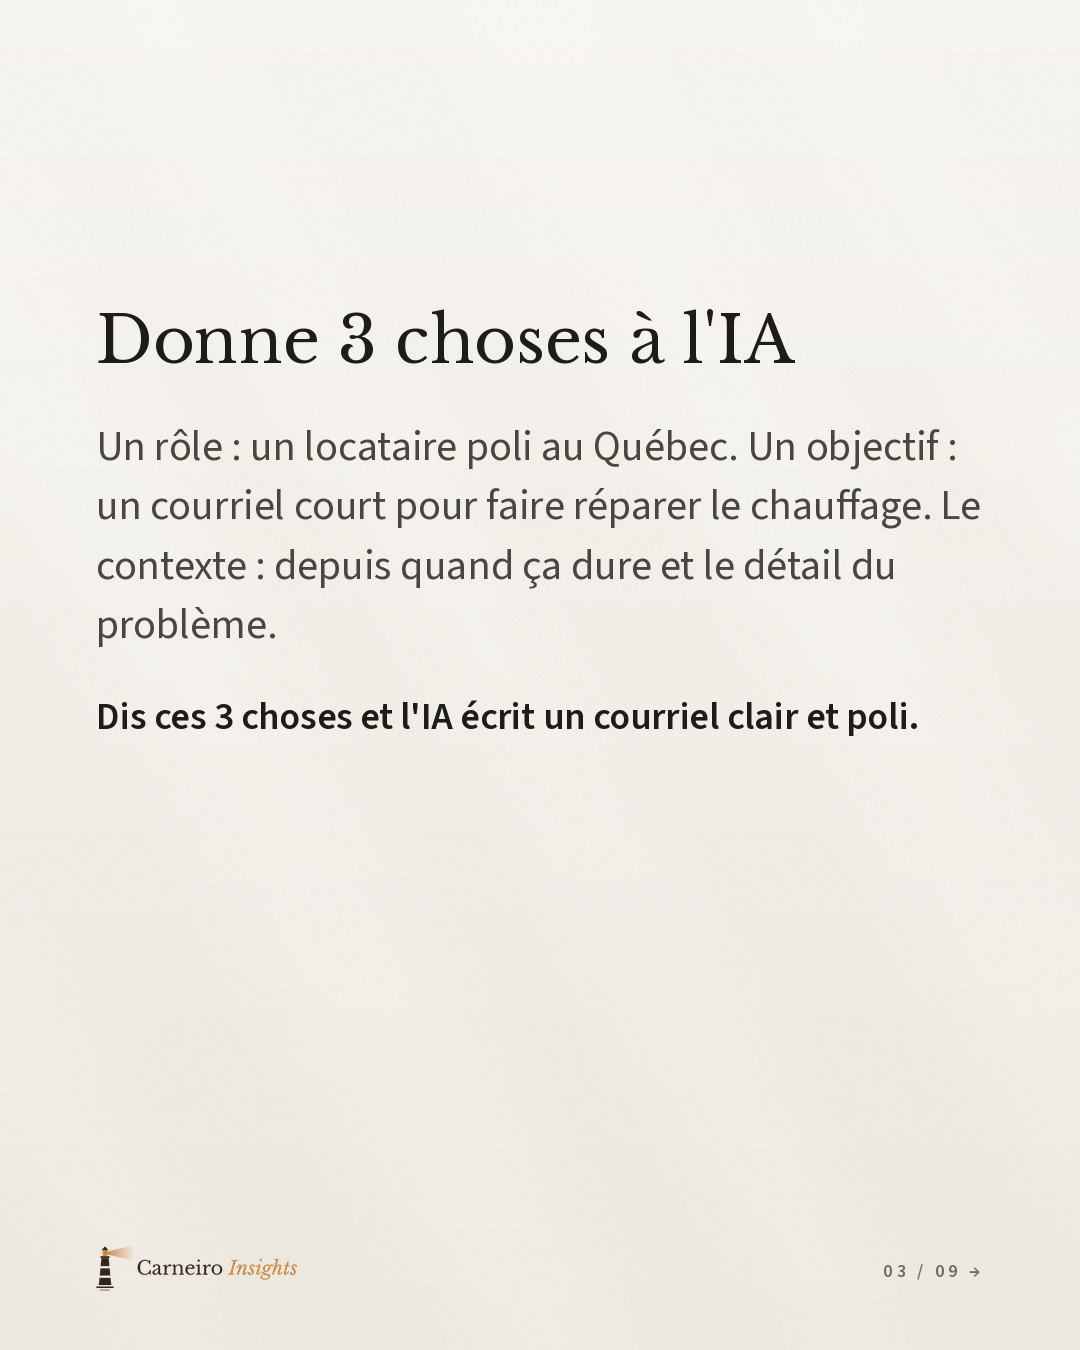 Donne 3 choses à l'IA
Un rôle : un locataire poli au Québec. Un objectif :
un courriel court pour faire réparer le chauffage. Le
contexte : depuis quand ça dure et le détail du
problème.
Dis ces 3 choses et l'IA écrit un courriel clair et poli.
Carneiro Insights
03 / 09 →